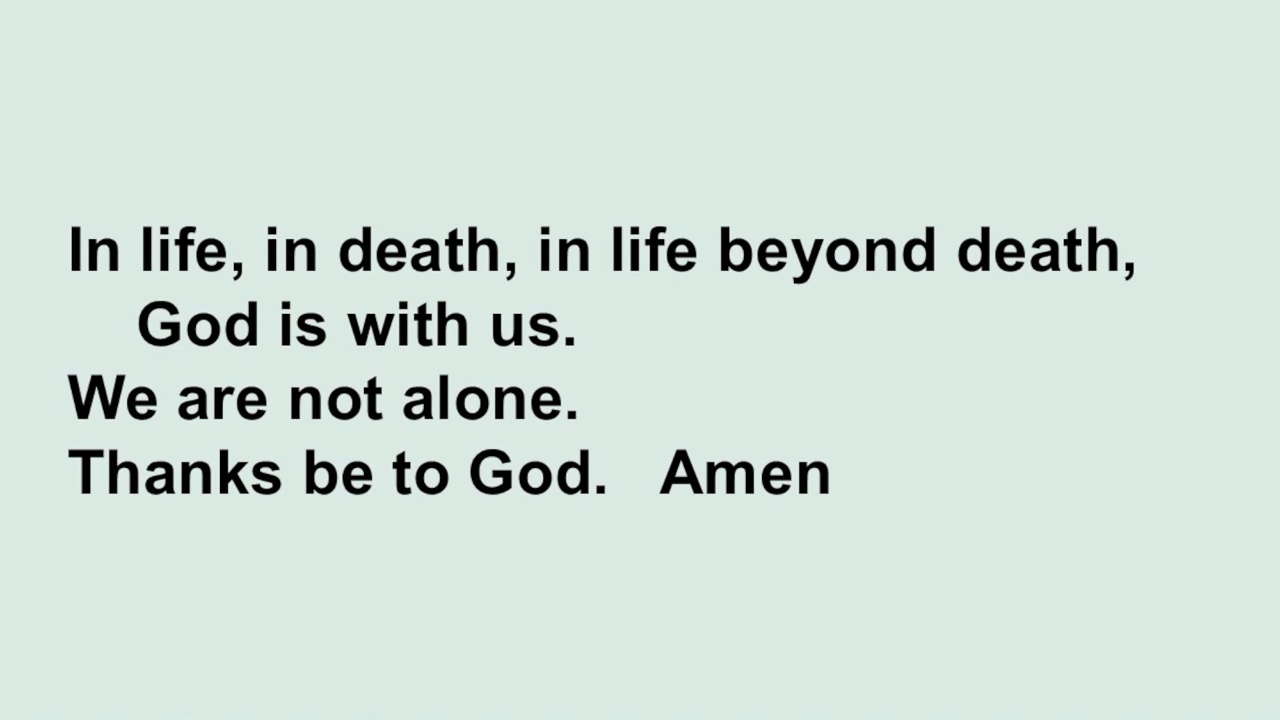 In life, in death, in life beyond death,
God is with us.
We are not alone.
Thanks be to God.   Amen